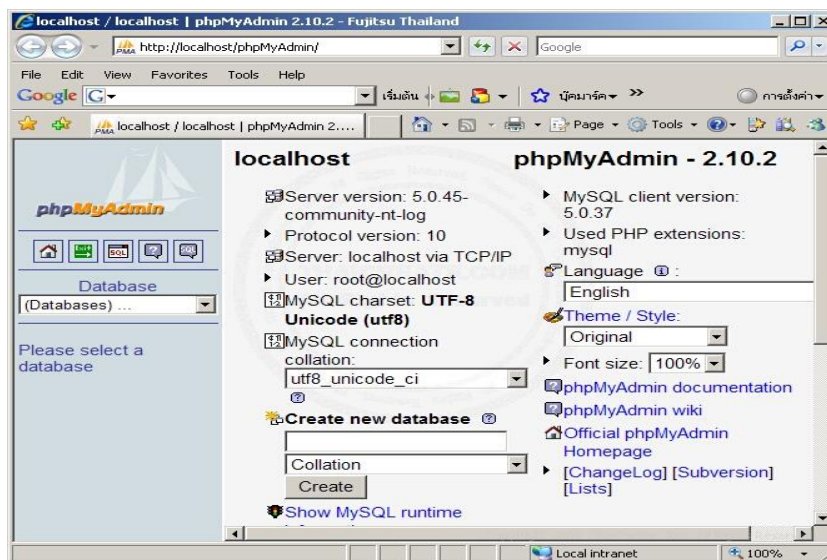 localhost / localhost | phpMyAdmin 2.10.2 - Fujitsu Thailand
http://localhost/phpMyAdmin/
Google
File Edit View Favorites Tools Help
Google G
เริ่มต้น
บุ๊คมาร์ค
การตั้งค่า
localhost / localhost | phpMyAdmin 2....
Page
Tools
phpMyAdmin
Database
(Databases) ...
Please select a
database
localhost
Server version: 5.0.45-
community-nt-log
Protocol version: 10
Server: localhost via TCP/IP
User: root@localhost
MySQL charset: UTF-8
Unicode (utf8)
MySQL connection
collation:
utf8_unicode_ci
Create new database
Collation
Create
Show MySQL runtime
phpMyAdmin - 2.10.2
MySQL client version:
5.0.37
Used PHP extensions:
mysql
Language
:
English
Theme / Style:
Original
Font size: 100%
phpMyAdmin documentation
phpMyAdmin wiki
Official phpMyAdmin
Homepage
[ChangeLog] [Subversion]
[Lists]
Local intranet
100%